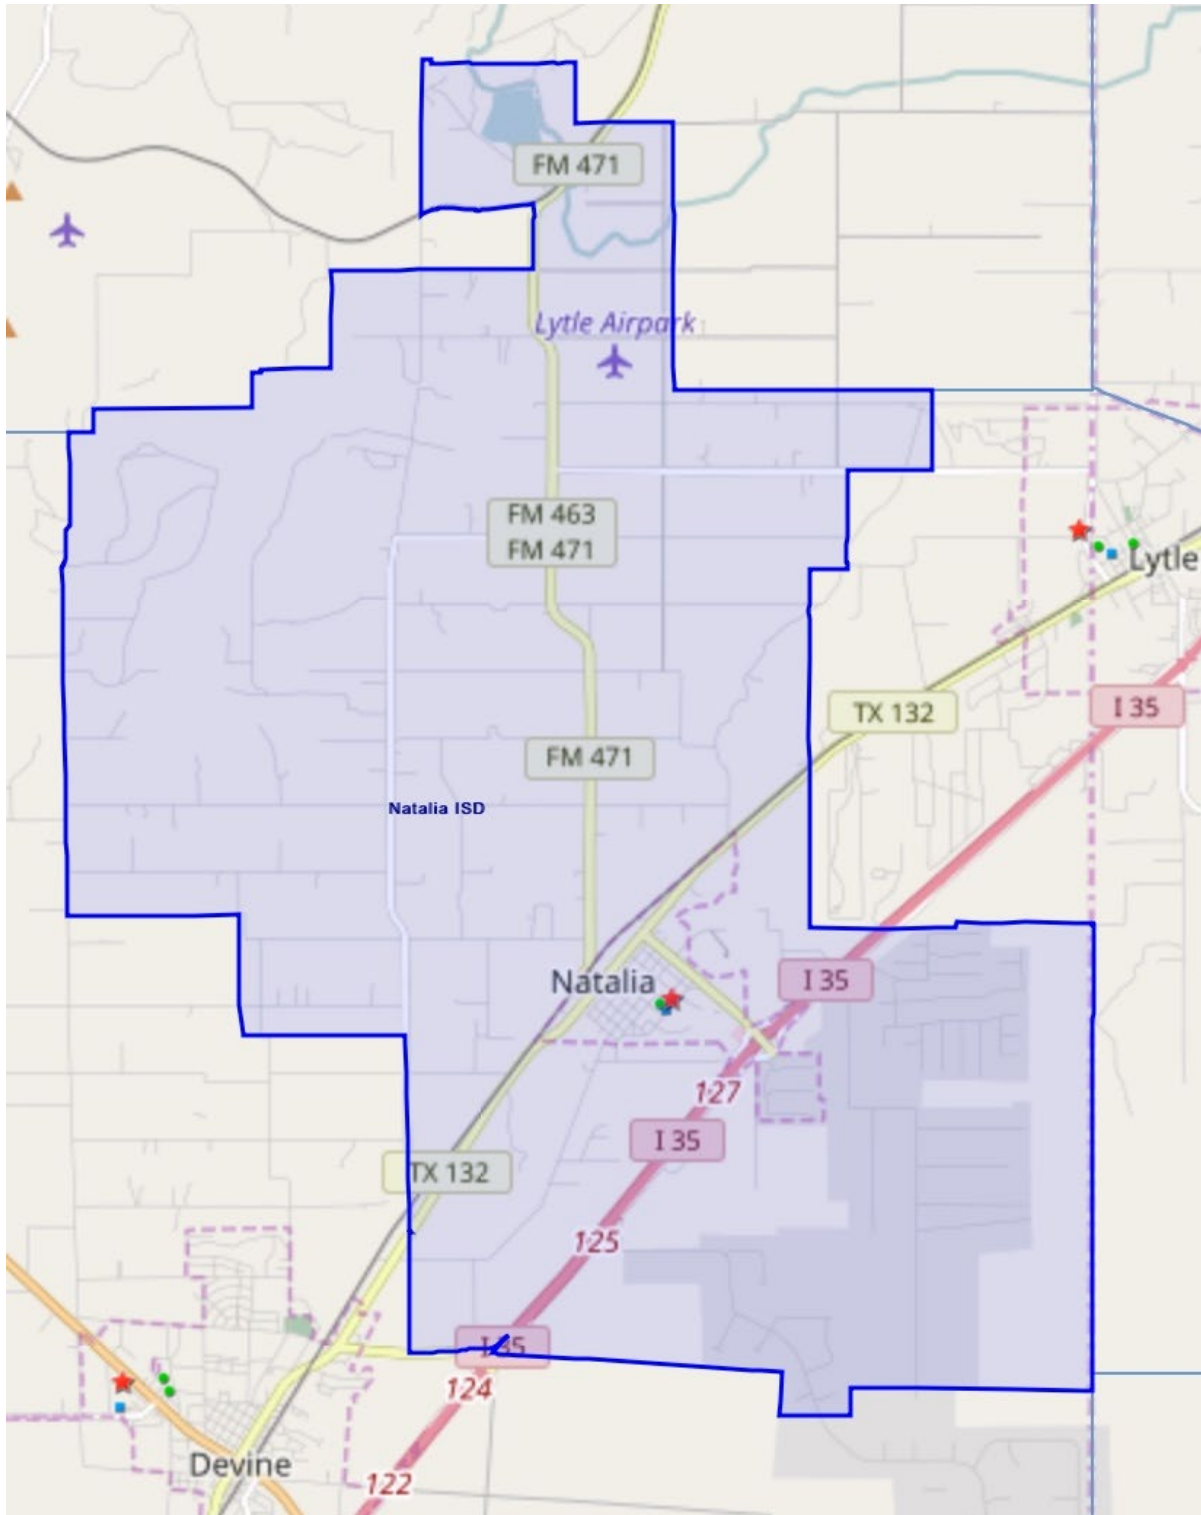 FM 471
Lytle Airpark
FM 463
FM 471
Lytle
TX 132
I 35
FM 471
Natalia ISD
Natalia
I 35
127
I 35
TX 132
125
I 35
124
Devine
122